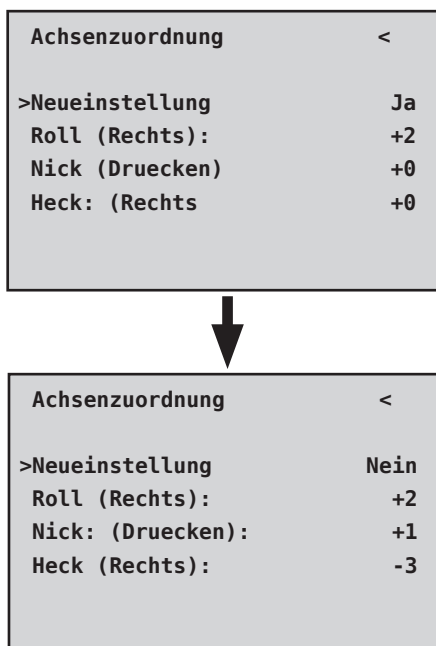 Achsenzuordnung <
>Neueinstellung Ja
Roll (Rechts): +2
Nick (Druecken) +0
Heck: (Rechts +0
Achsenzuordnung <
>Neueinstellung Nein
Roll (Rechts): +2
Nick: (Druecken): +1
Heck (Rechts): -3